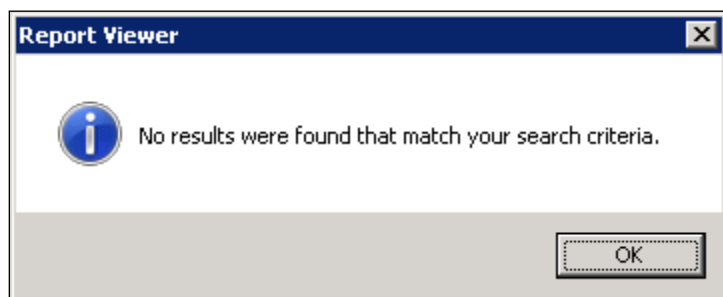 Report Viewer
No results were found that match your search criteria.
OK